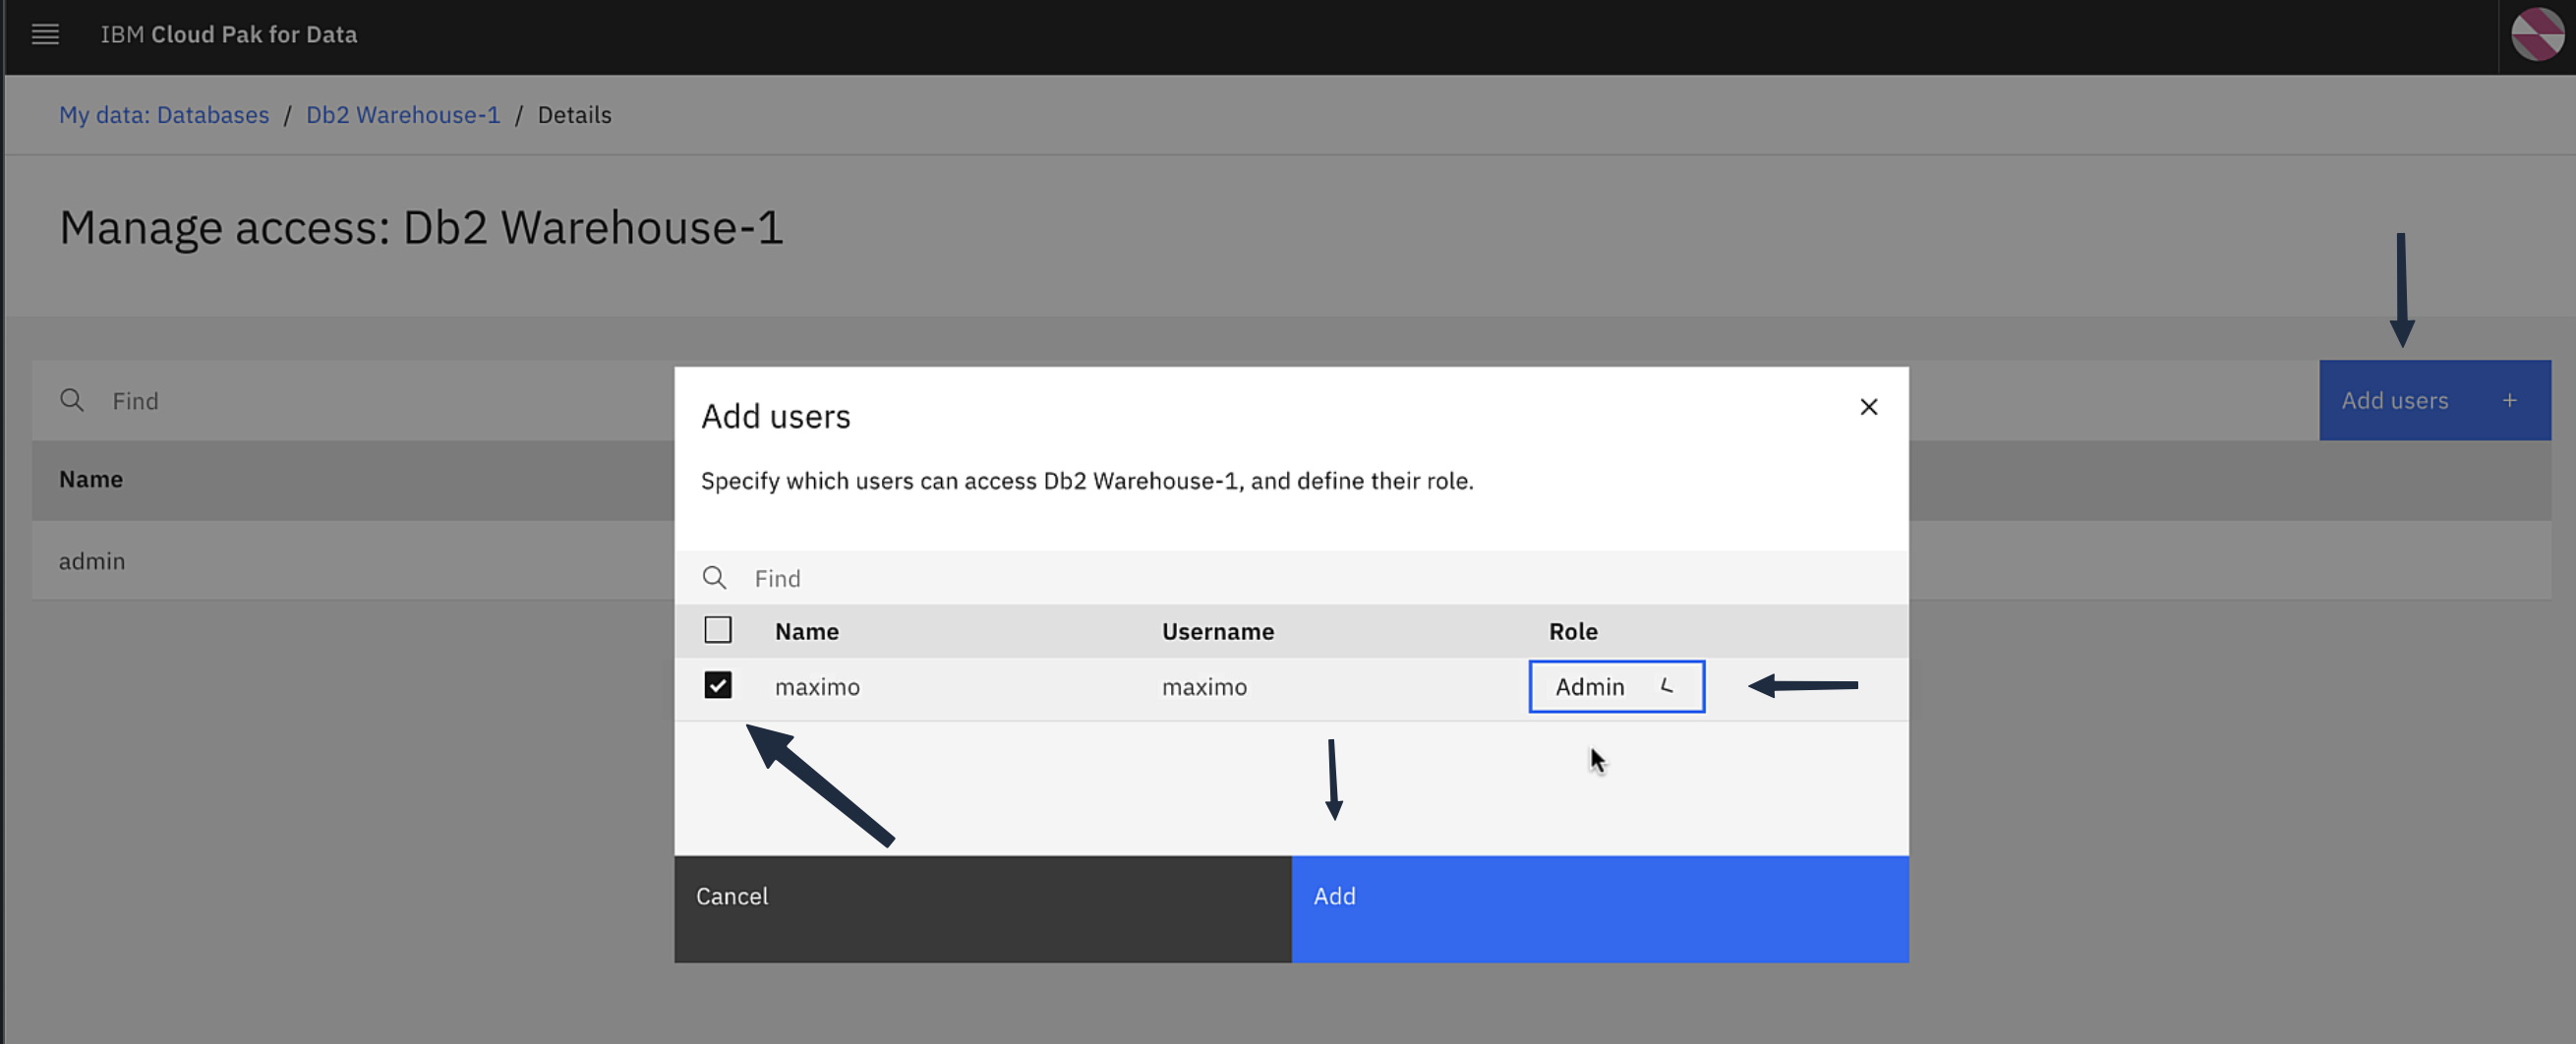 IBM Cloud Pak for Data
My data: Databases / Db2 Warehouse-1 / Details
Manage access: Db2 Warehouse-1
Find
Add users +
Name
admin
Add users
Specify which users can access Db2 Warehouse-1, and define their role.
Find
Name Username Role
maximo maximo Admin
Cancel
Add